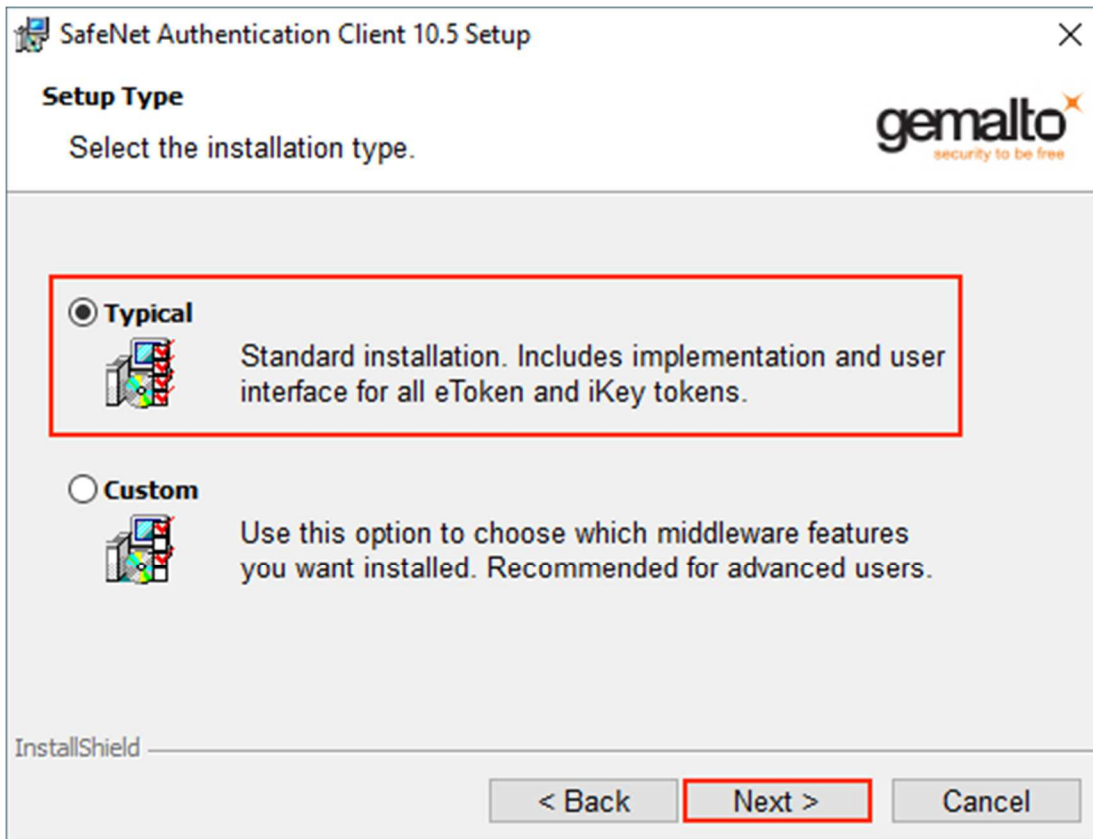 SafeNet Authentication Client 10.5 Setup
Setup Type
Select the installation type.
gemalto
security to be free
Typical
Standard installation. Includes implementation and user
interface for all eToken and iKey tokens.
Custom
Use this option to choose which middleware features
you want installed. Recommended for advanced users.
InstallShield
< Back
Next >
Cancel